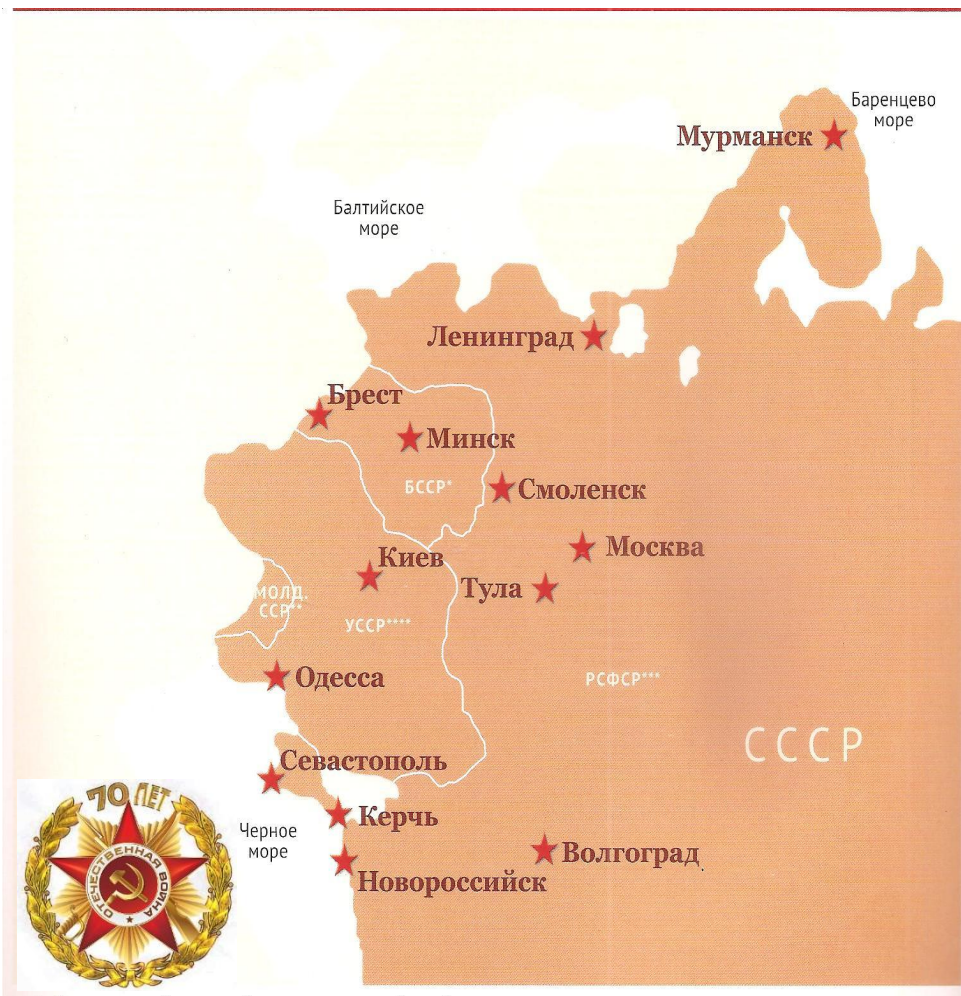 Баренцево
море
Мурманск
Балтийское
море
Ленинград
Брест
Минск
БССР*
Смоленск
Москва
Киев
Тула
МОЛД.
ССР**
УССР****
РСФСР***
Одесса
СССР
Севастополь
70 ЛЕТ
Керчь
Черное
море
Волгоград
Новороссийск
ОТЕЧЕСТВЕННАЯ ВОЙНА